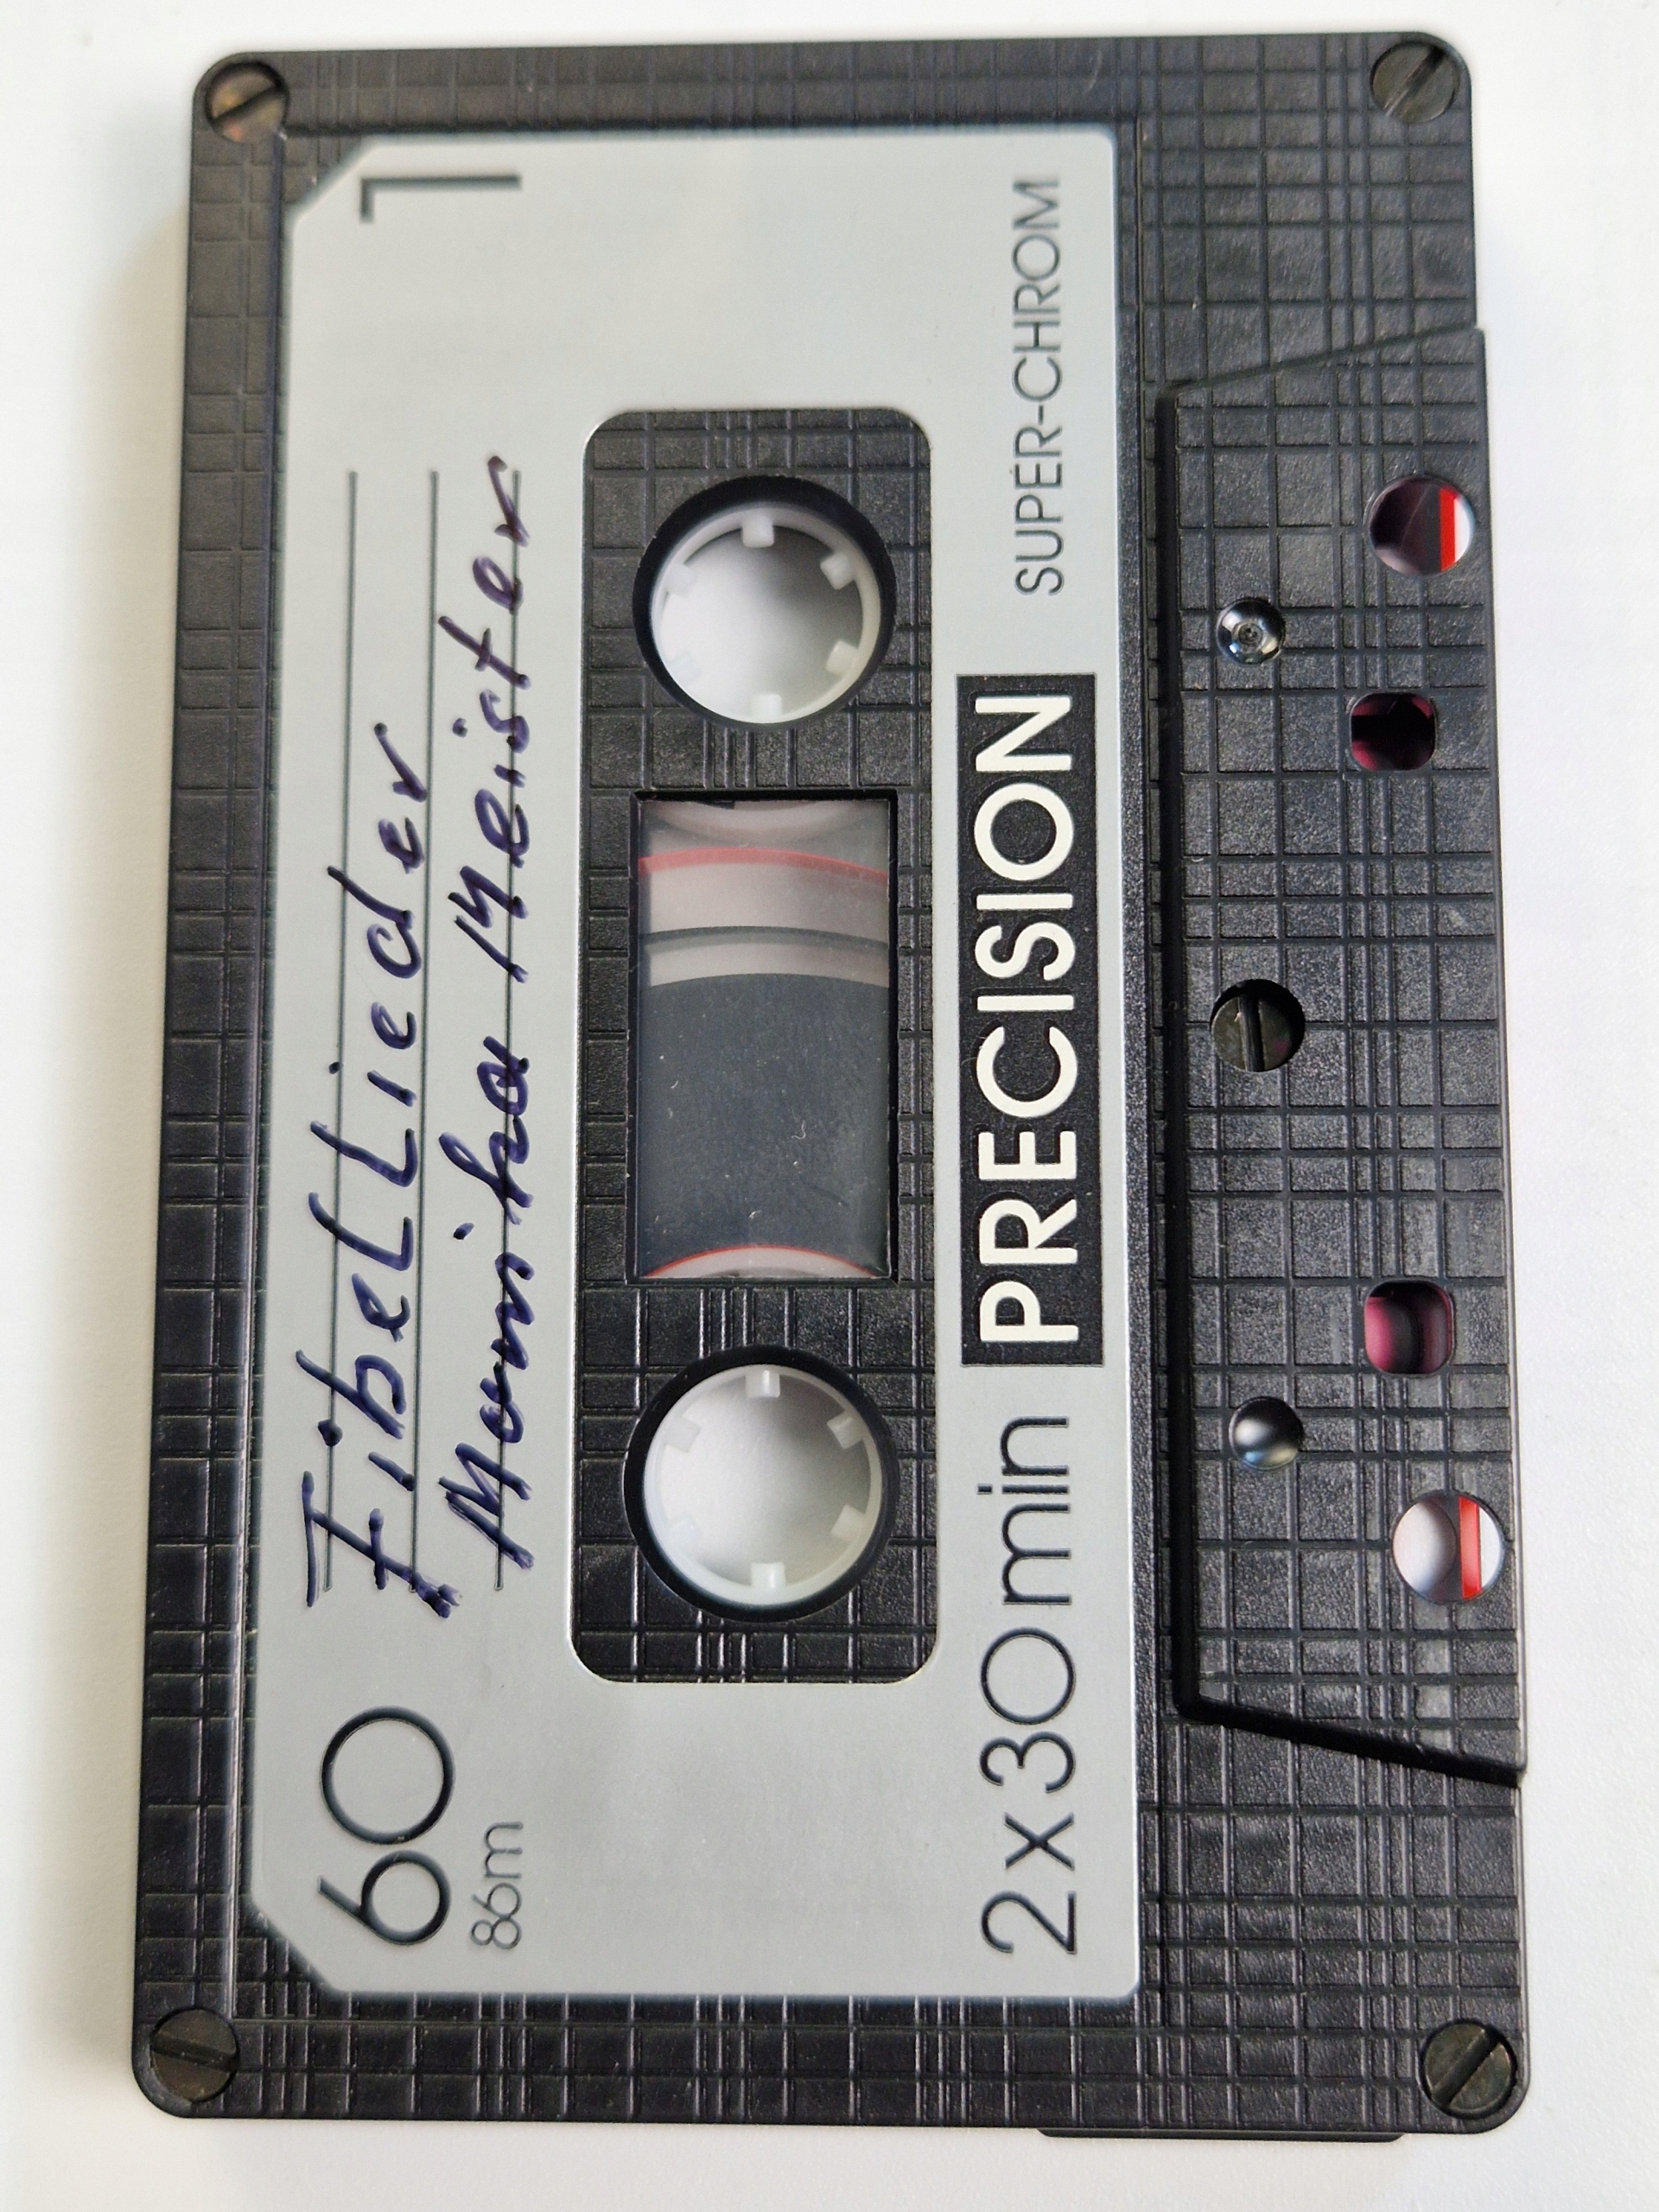 60
86m
1
FibelLieder
Monika Meister
2x30min PRECISION SUPER-CHROM